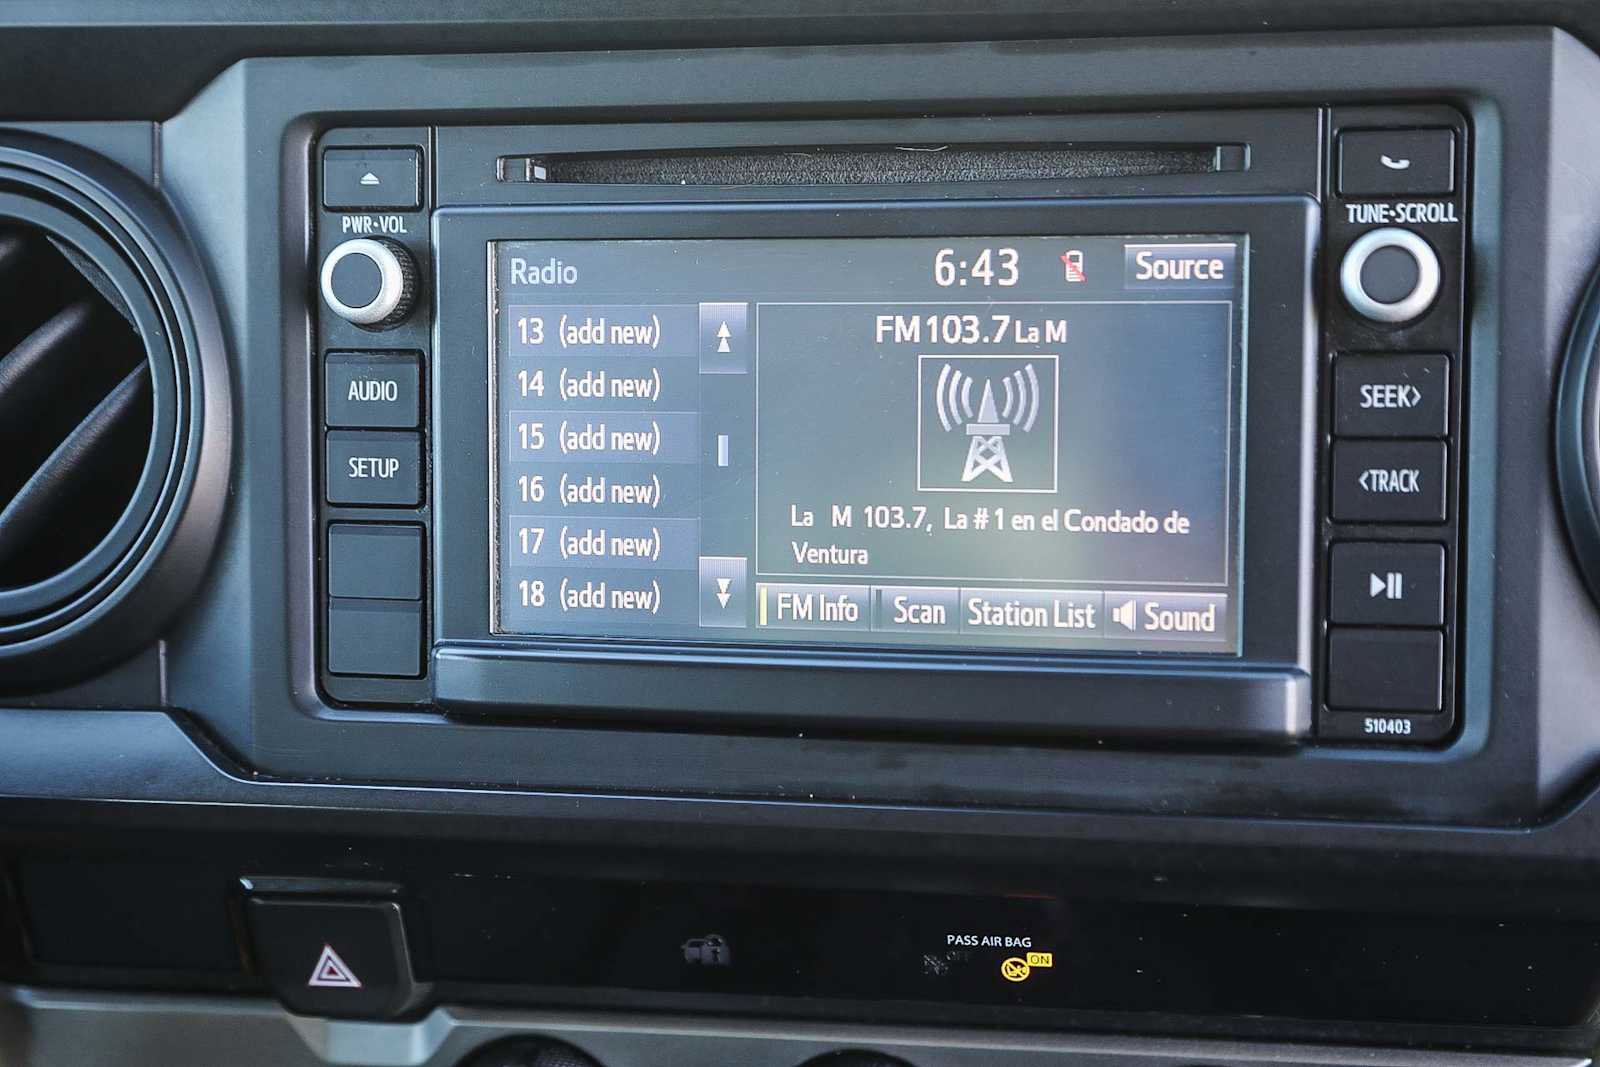 PWR•VOL
AUDIO
SETUP
Radio
6:43
Source
13 (add new)
14 (add new)
15 (add new)
16 (add new)
17 (add new)
18 (add new)
FM 103.7 La M
La M 103.7, La # 1 en el Condado de
Ventura
FM Info
Scan
Station List
Sound
TUNE•SCROLL
SEEK>
<TRACK
510403
PASS AIR BAG
OFF
ON